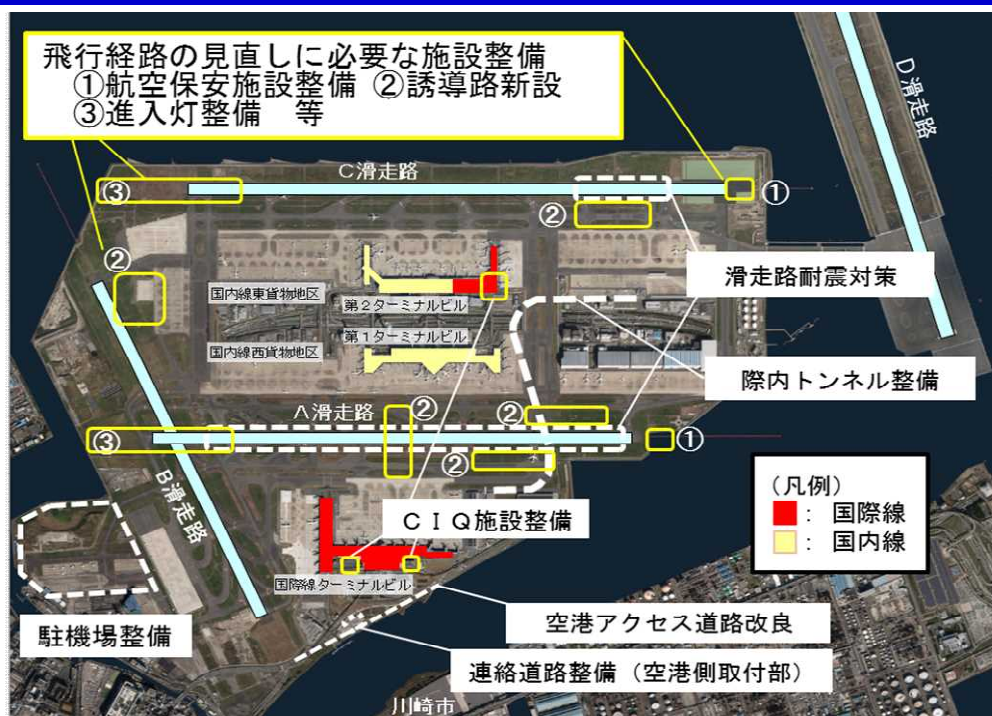 飛行経路の見直しに必要な施設整備
①航空保安施設整備 ②誘導路新設
③進入灯整備　等
D滑走路
C滑走路
③
①
②
②
滑走路耐震対策
国内線東貨物地区
第2ターミナルビル
第1ターミナルビル
国内線西貨物地区
際内トンネル整備
A滑走路
②
②
③
①
②
B滑走路
（凡例）
： 国際線
： 国内線
CIQ施設整備
国際線ターミナルビル
駐機場整備
空港アクセス道路改良
連絡道路整備（空港側取付部）
川崎市